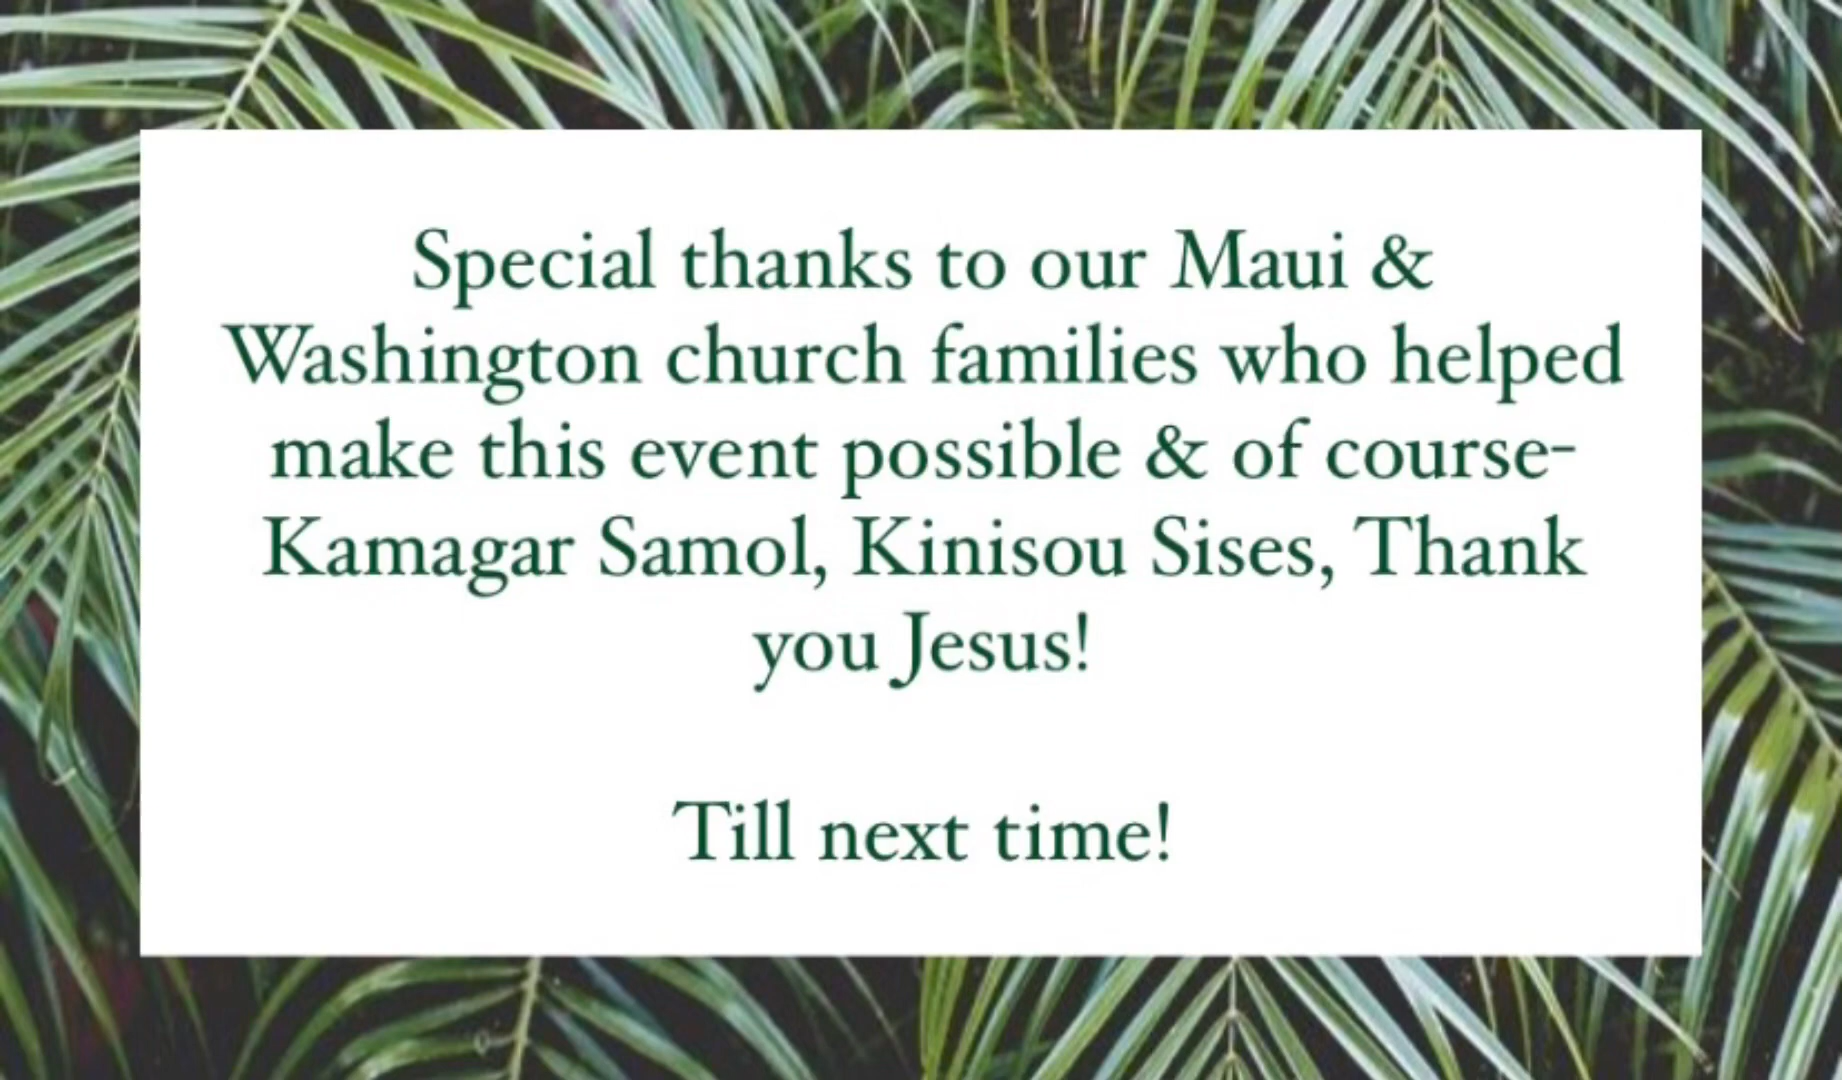 Special thanks to our Maui &
Washington church families who helped
make this event possible & of course-
Kamagar Samol, Kinisou Sises, Thank
you Jesus!
Till next time!